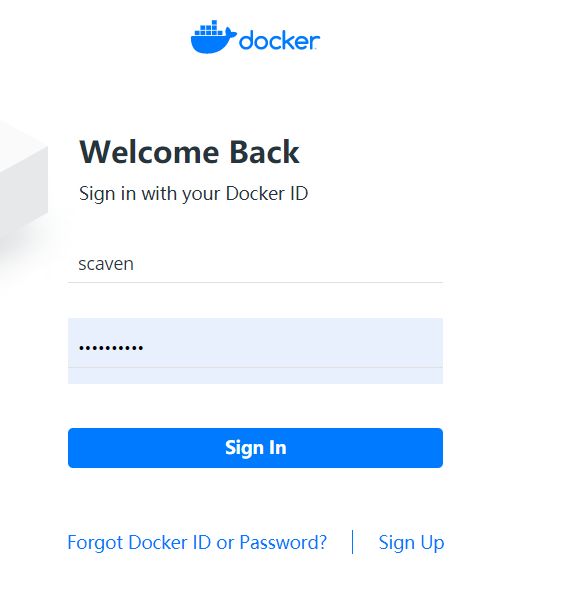 docker
Welcome Back
Sign in with your Docker ID
scaven
••••••••••
Sign In
Forgot Docker ID or Password? | Sign Up